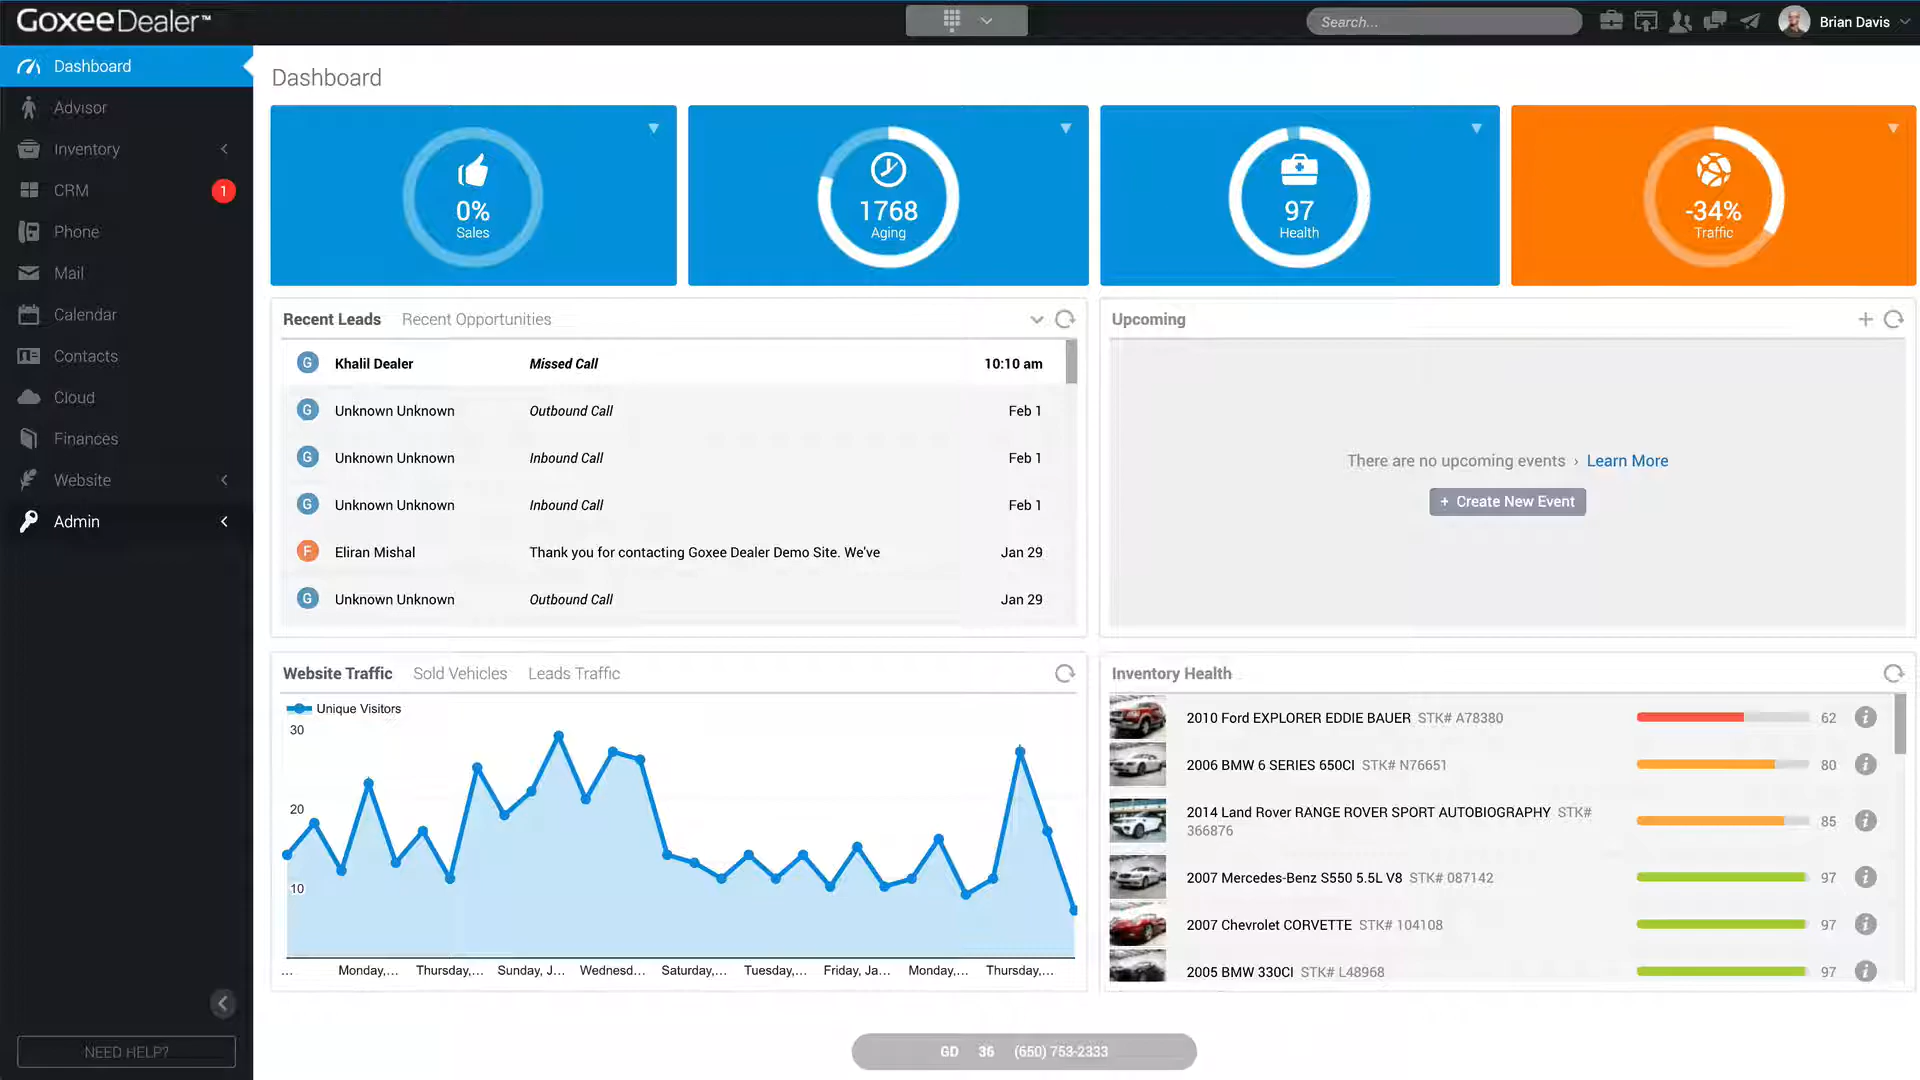 GoxeeDealer™
Search...
Brian Davis
Dashboard
Advisor
Inventory
CRM
1
Phone
Mail
Calendar
Contacts
Cloud
Finances
Website
Admin
NEED HELP?
Dashboard
0%
Sales
1768
Aging
97
Health
-34%
Traffic
Recent Leads Recent Opportunities
G Khalil Dealer Missed Call 10:10 am
G Unknown Unknown Outbound Call Feb 1
G Unknown Unknown Inbound Call Feb 1
G Unknown Unknown Inbound Call Feb 1
F Eliran Mishal Thank you for contacting Goxee Dealer Demo Site. We've Jan 29
G Unknown Unknown Outbound Call Jan 29
Upcoming
There are no upcoming events › Learn More
+ Create New Event
Website Traffic Sold Vehicles Leads Traffic
Unique Visitors
30
20
10
... Monday,... Thursday,... Sunday, J... Wednesd... Saturday,... Tuesday,... Friday, Ja... Monday,... Thursday,...
Inventory Health
2010 Ford EXPLORER EDDIE BAUER STK# A78380 62
2006 BMW 6 SERIES 650CI STK# N76651 80
2014 Land Rover RANGE ROVER SPORT AUTOBIOGRAPHY STK#
366876 85
2007 Mercedes-Benz S550 5.5L V8 STK# 087142 97
2007 Chevrolet CORVETTE STK# 104108 97
2005 BMW 330CI STK# L48968 97
GD 36 (650) 753-2333